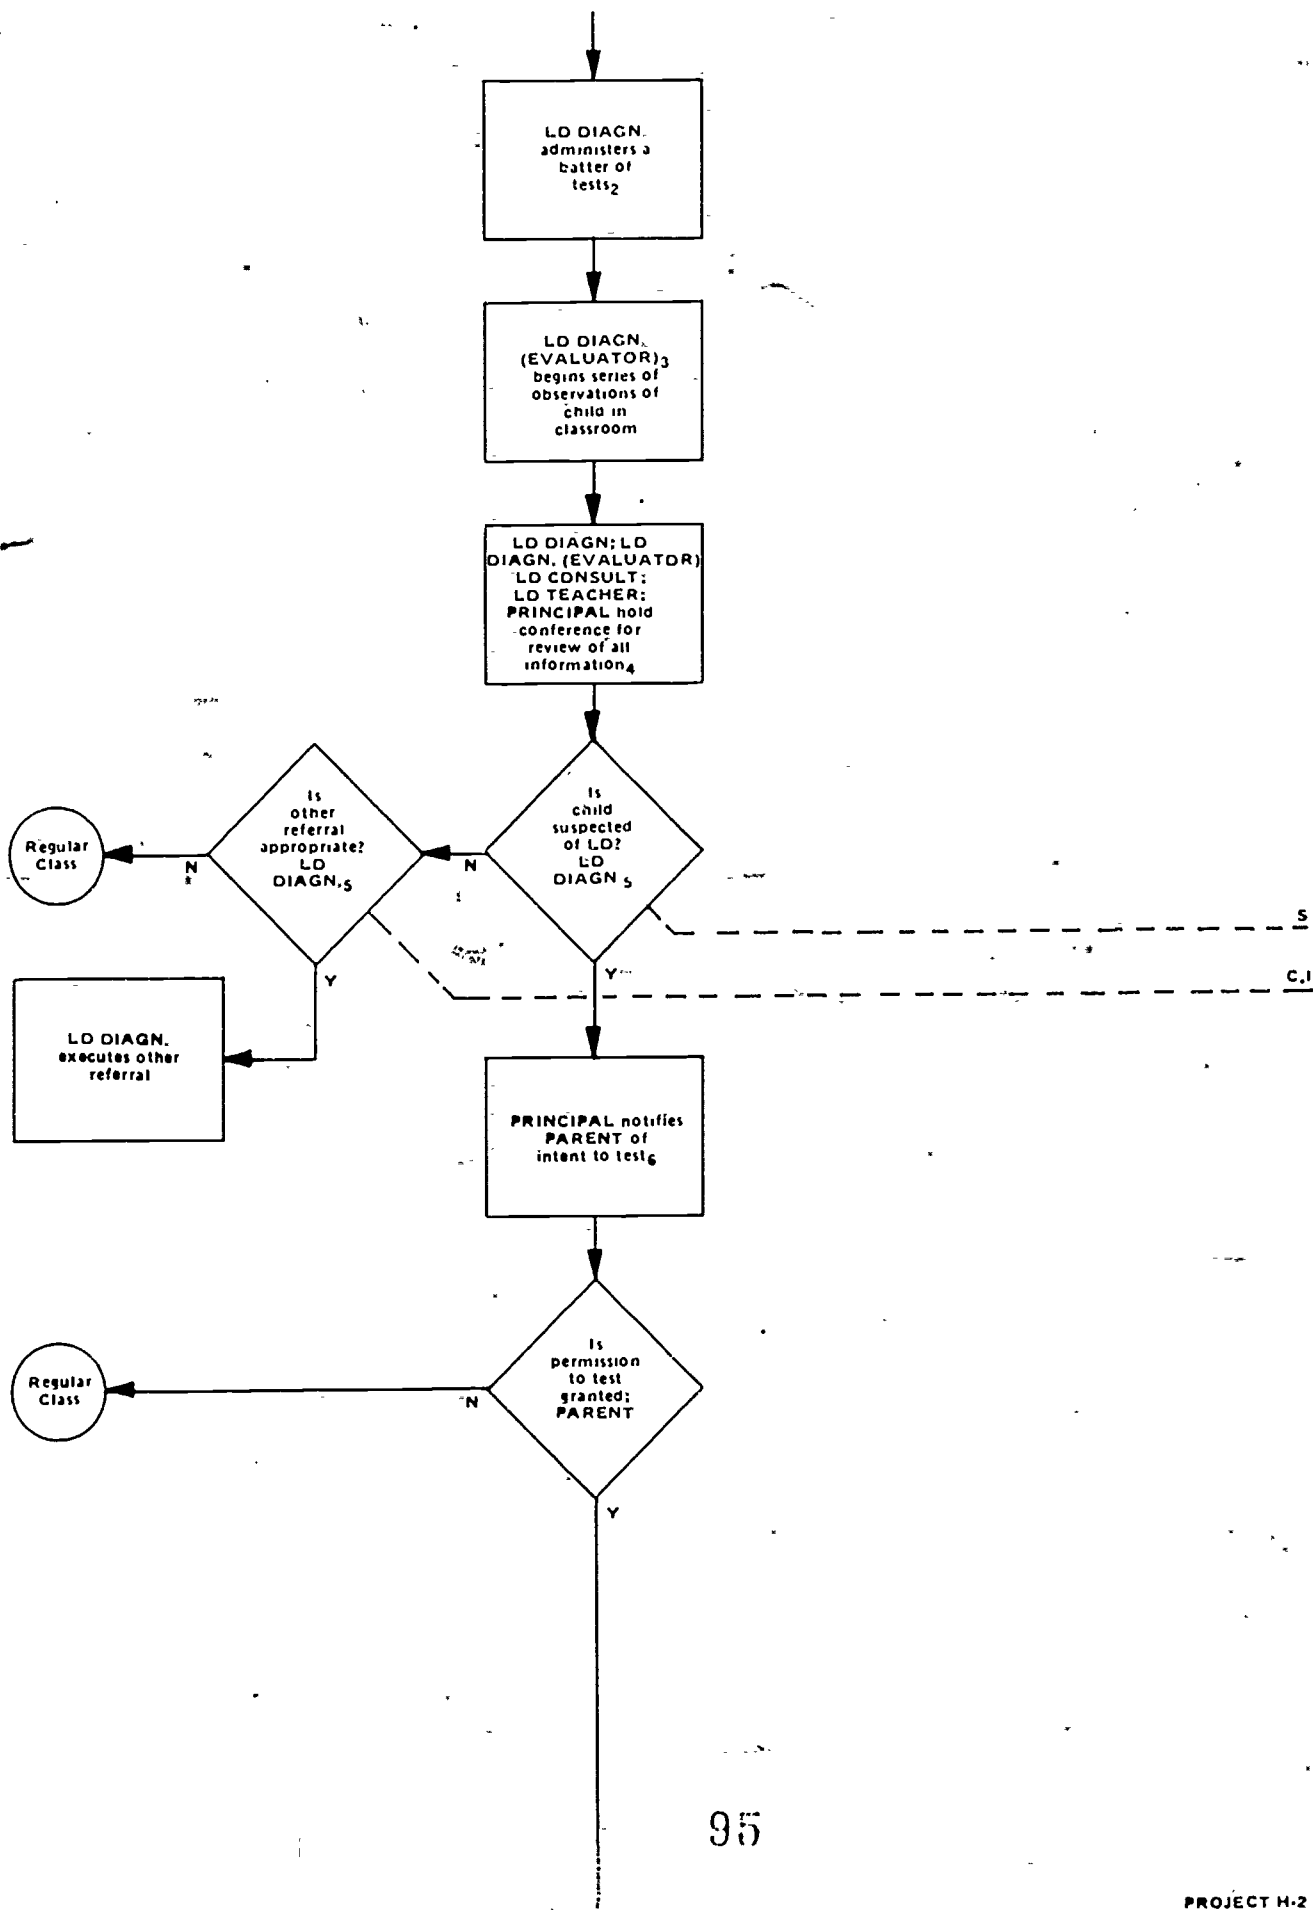 LD DIAGN.
administers a
batter of
tests2
LD DIAGN.
(EVALUATOR)3
begins series of
observations of
child in
classroom
LD DIAGN; LD
DIAGN. (EVALUATOR)
LD CONSULT;
LD TEACHER;
PRINCIPAL hold
conference for
review of all
information4
Is
child
suspected
of LD?
LD
DIAGN 5
N
Is
other
referral
appropriate?
LD
DIAGN.5
N
Regular
Class
S
C.I
Y
Y
LD DIAGN.
executes other
referral
PRINCIPAL notifies
PARENT of
intent to test6
Is
permission
to test
granted;
PARENT
N
Regular
Class
Y
95
PROJECT H-2